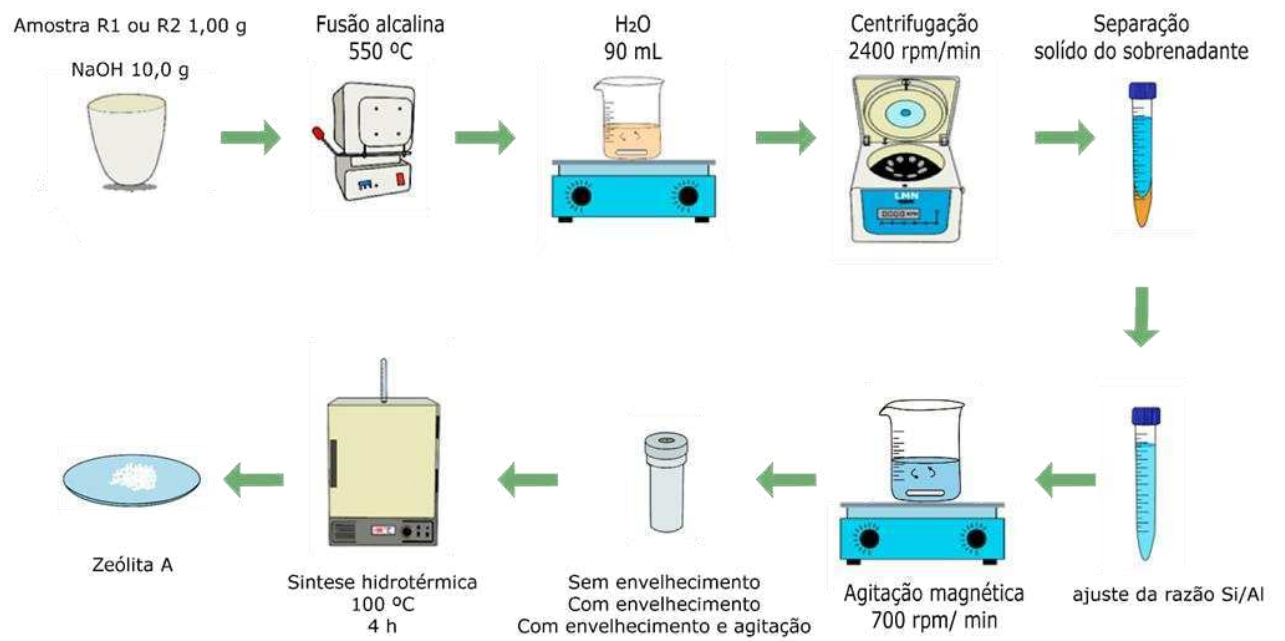 Amostra R1 ou R2 1,00 g
NaOH 10,0 g
Fusão alcalina
550 ºC
H₂O
90 mL
Centrifugação
2400 rpm/min
LMN
Separação
solído do sobrenadante
ajuste da razão Si/Al
Agitação magnética
700 rpm/ min
Sem envelhecimento
Com envelhecimento
Com envelhecimento e agitação
Sintese hidrotérmica
100 ºC
4 h
Zeólita A